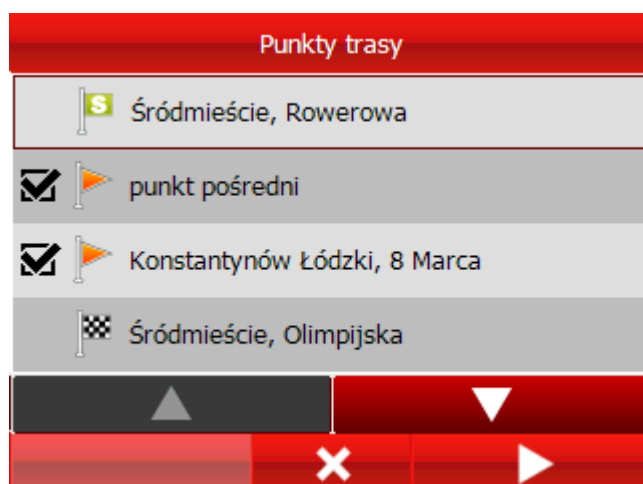 Punkty trasy
S
Śródmieście, Rowerowa
punkt pośredni
Konstantynów Łódzki, 8 Marca
Śródmieście, Olimpijska